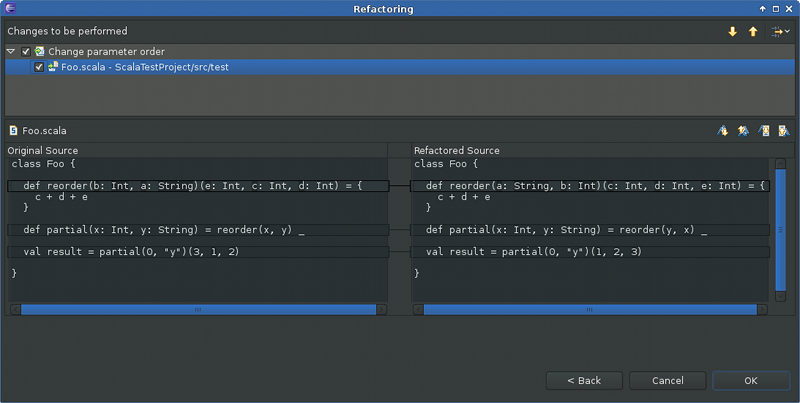 Refactoring
Changes to be performed
Change parameter order
Foo.scala - ScalaTestProject/src/test
Foo.scala
Original Source
class Foo {
def reorder(b: Int, a: String)(e: Int, c: Int, d: Int) = {
c + d + e
}
def partial(x: Int, y: String) = reorder(x, y) _
val result = partial(0, "y")(3, 1, 2)
}
Refactored Source
class Foo {
def reorder(a: String, b: Int)(c: Int, d: Int, e: Int) = {
c + d + e
}
def partial(x: Int, y: String) = reorder(y, x) _
val result = partial(0, "y")(1, 2, 3)
}
< Back
Cancel
OK